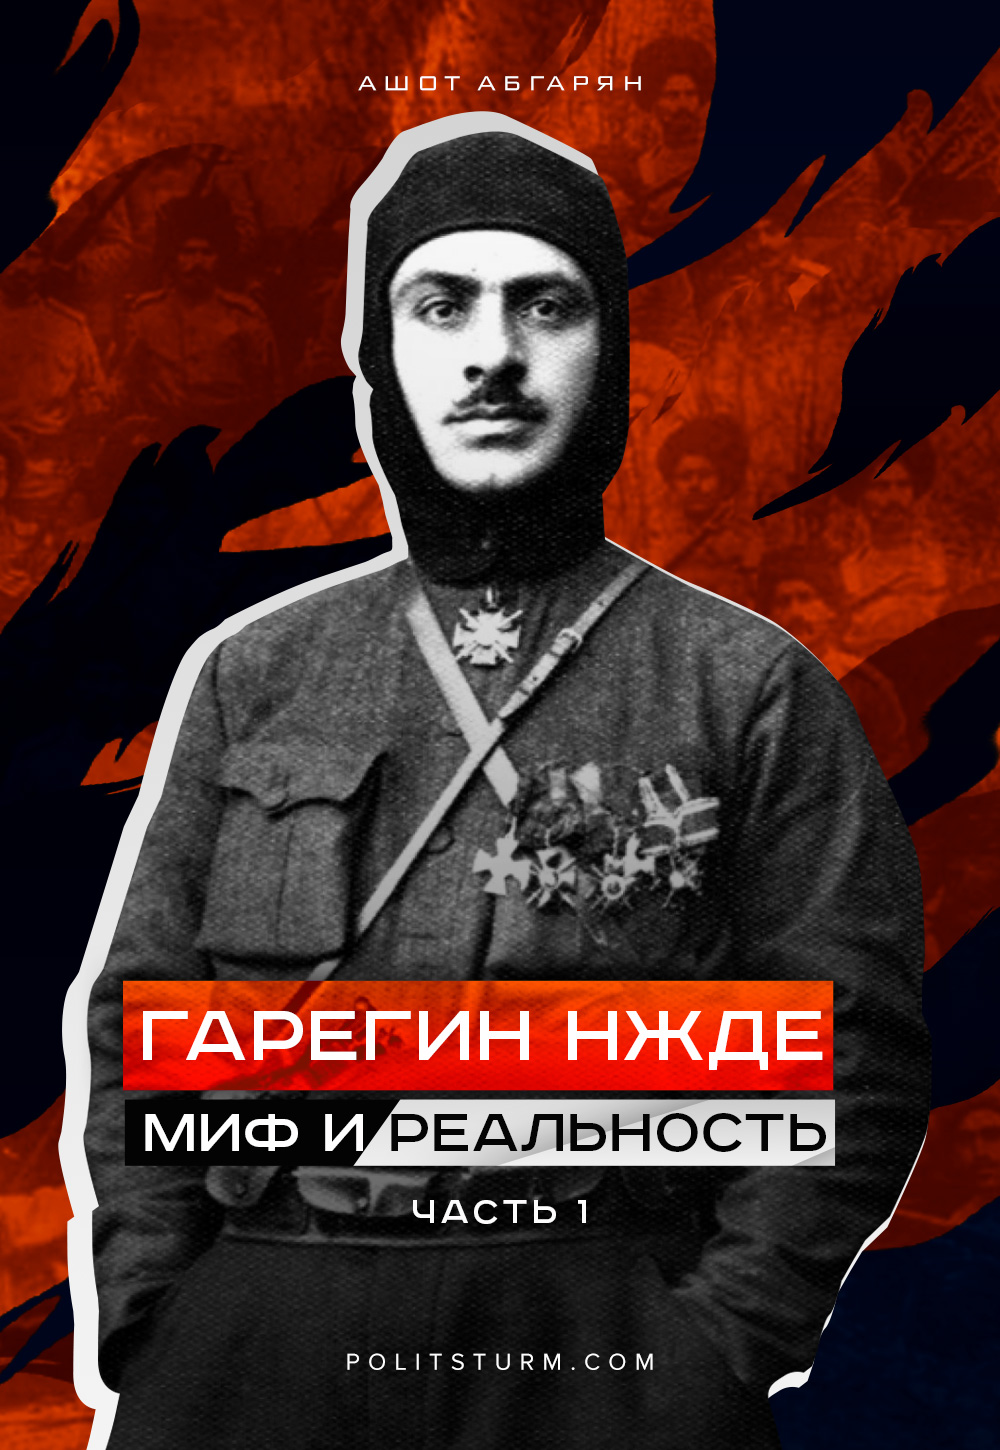 АШОТ АБГАРЯН
ГАРЕГИН НЖДЕ
МИФ И РЕАЛЬНОСТЬ
ЧАСТЬ 1
POLITSTURM.COM